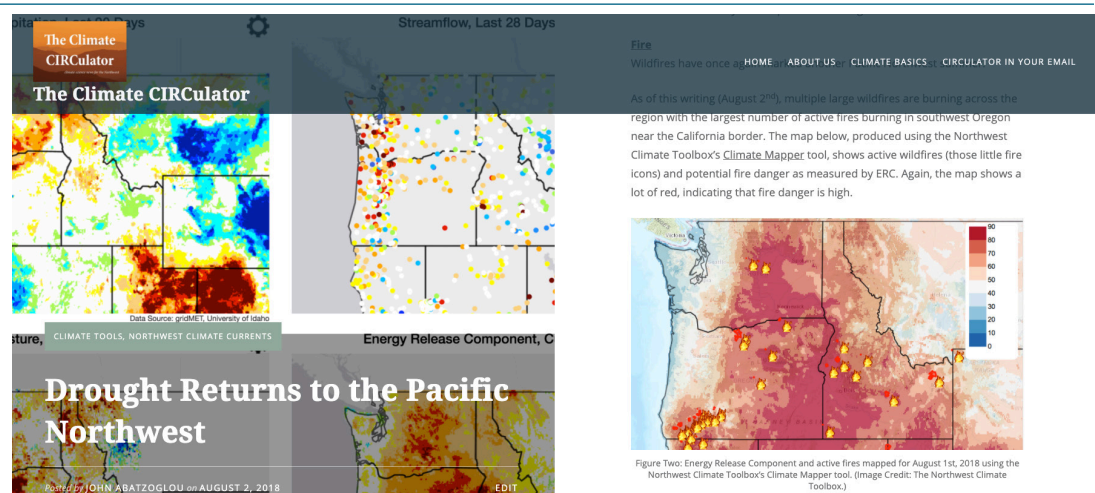 Days
Streamflow, Last 28 Days
The Climate
CIRCulator
The Climate CIRCulator
HOME ABOUT US CLIMATE BASICS CIRCULATOR IN YOUR EMAIL
Data Source: gridMET, University of Idaho
CLIMATE TOOLS, NORTHWEST CLIMATE CURRENTS
Energy Release Component, C
Drought Returns to the Pacific
Northwest
Posted by JOHN ABATZOGLOU on AUGUST 2, 2018
EDIT
Fire
Wildfires have once
As of this writing (August 2nd), multiple large wildfires are burning across the
region with the largest number of active fires burning in southwest Oregon
near the California border. The map below, produced using the Northwest
Climate Toolbox's Climate Mapper tool, shows active wildfires (those little fire
icons) and potential fire danger as measured by ERC. Again, the map shows a
lot of red, indicating that fire danger is high.
90
80
70
60
50
40
30
20
10
0
Figure Two: Energy Release Component and active fires mapped for August 1st, 2018 using the
Northwest Climate Toolbox's Climate Mapper tool. (Image Credit: The Northwest Climate
Toolbox.)